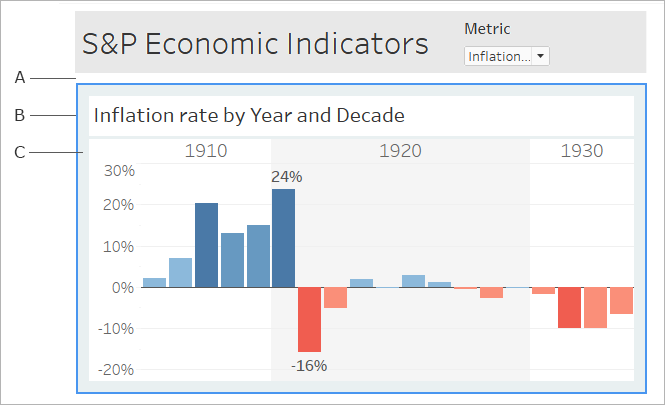 Metric
S&P Economic Indicators
Inflation...
A
B
Inflation rate by Year and Decade
C
1910 1920 1930
30%
24%
20%
10%
0%
-10%
-16%
-20%